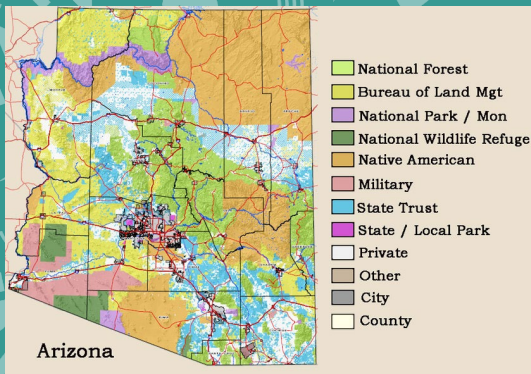 National Forest
Bureau of Land Mgt
National Park / Mon
National Wildlife Refuge
Native American
Military
State Trust
State / Local Park
Private
Other
City
County
Arizona